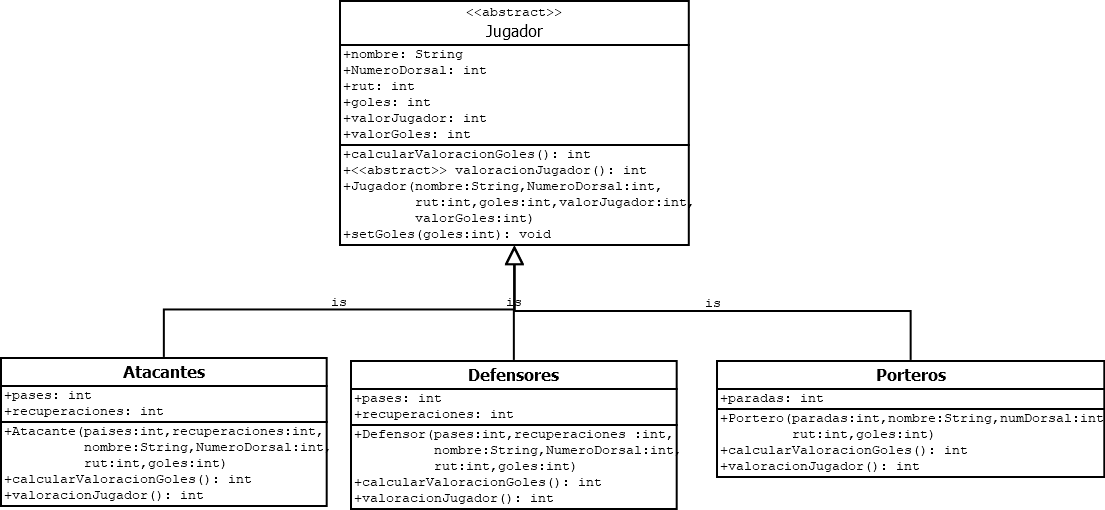 <<abstract>>
Jugador
+nombre: String
+NumeroDorsal: int
+rut: int
+goles: int
+valorJugador: int
+valorGoles: int
+calcularValoracionGoles(): int
+<<abstract>> valoracionJugador(): int
+Jugador(nombre:String,NumeroDorsal:int,
rut:int,goles:int,valorJugador:int,
valorGoles:int)
+setGoles(goles:int): void
is
is
is
Atacantes
+pases: int
+recuperaciones: int
+Atacante(paises:int,recuperaciones:int,
nombre:String,NumeroDorsal:int,
rut:int,goles:int)
+calcularValoracionGoles(): int
+valoracionJugador(): int
Defensores
+pases: int
+recuperaciones: int
+Defensor(pases:int,recuperaciones :int,
nombre:String,NumeroDorsal:int,
rut:int,goles:int)
+calcularValoracionGoles(): int
+valoracionJugador(): int
Porteros
+paradas: int
+Portero(paradas:int,nombre:String,numDorsal:int
rut:int,goles:int)
+calcularValoracionGoles(): int
+valoracionJugador(): int